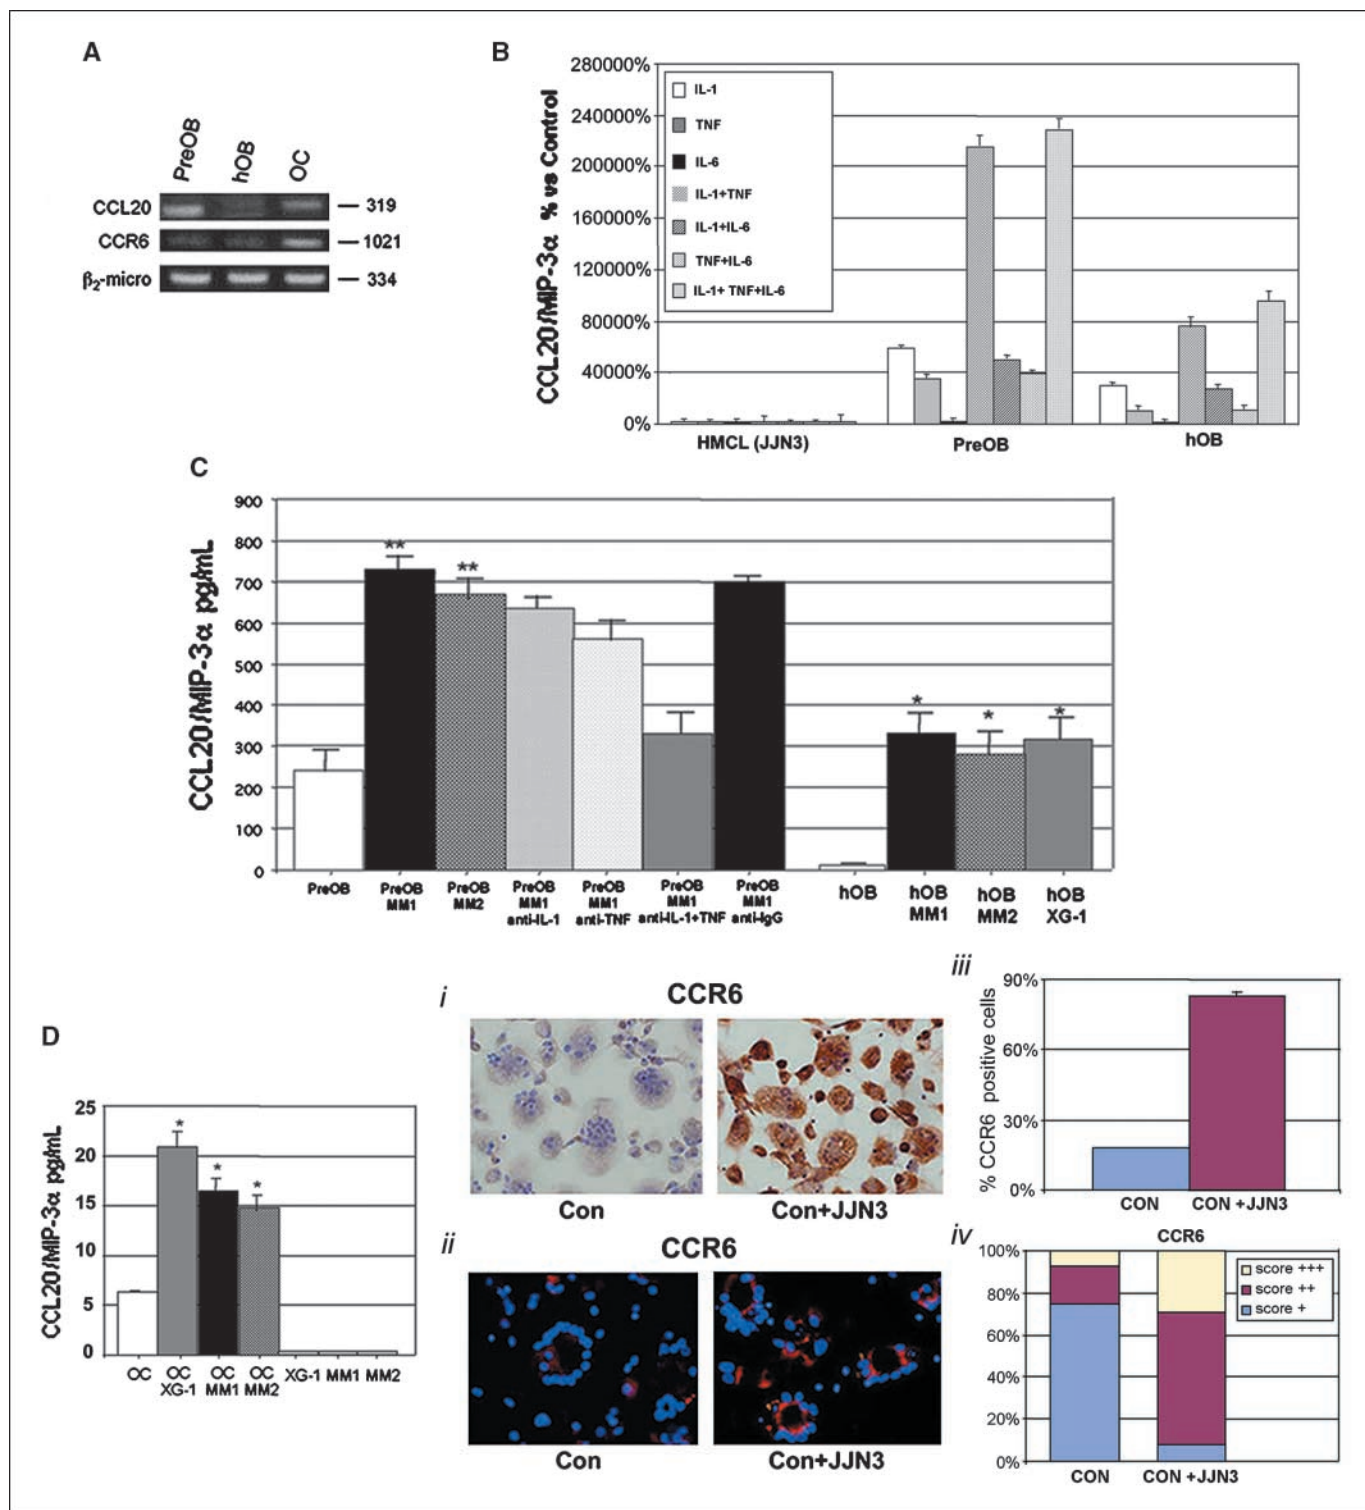 A
PreOB
hOB
OC
CCL20
319
CCR6
1021
β2-micro
334
B
CCL20/MIP-3α % vs Control
280000%
240000%
200000%
160000%
120000%
80000%
40000%
0%
IL-1
TNF
IL-6
IL-1+TNF
IL-1+IL-6
TNF+IL-6
IL-1+ TNF+IL-6
HMCL (JJN3)
PreOB
hOB
C
CCL20/MIP-3α pg/mL
900
800
700
600
500
400
300
200
100
0
**
**
*
*
*
PreOB
PreOB
MM1
PreOB
MM2
PreOB
MM1
anti-IL-1
PreOB
MM1
anti-TNF
PreOB
MM1
anti-IL-1+TNF
PreOB
MM1
anti-IgG
hOB
hOB
MM1
hOB
MM2
hOB
XG-1
D
CCL20/MIP-3α pg/mL
25
20
15
10
5
0
*
*
*
OC
OC
XG-1
OC
MM1
OC
MM2
XG-1 MM1 MM2
i
CCR6
Con
Con+JJN3
ii
CCR6
Con
Con+JJN3
iii
% CCR6 positive cells
90%
60%
30%
0%
CON
CON +JJN3
iv
CCR6
100%
80%
60%
40%
20%
0%
score +++
score ++
score +
CON
CON +JJN3